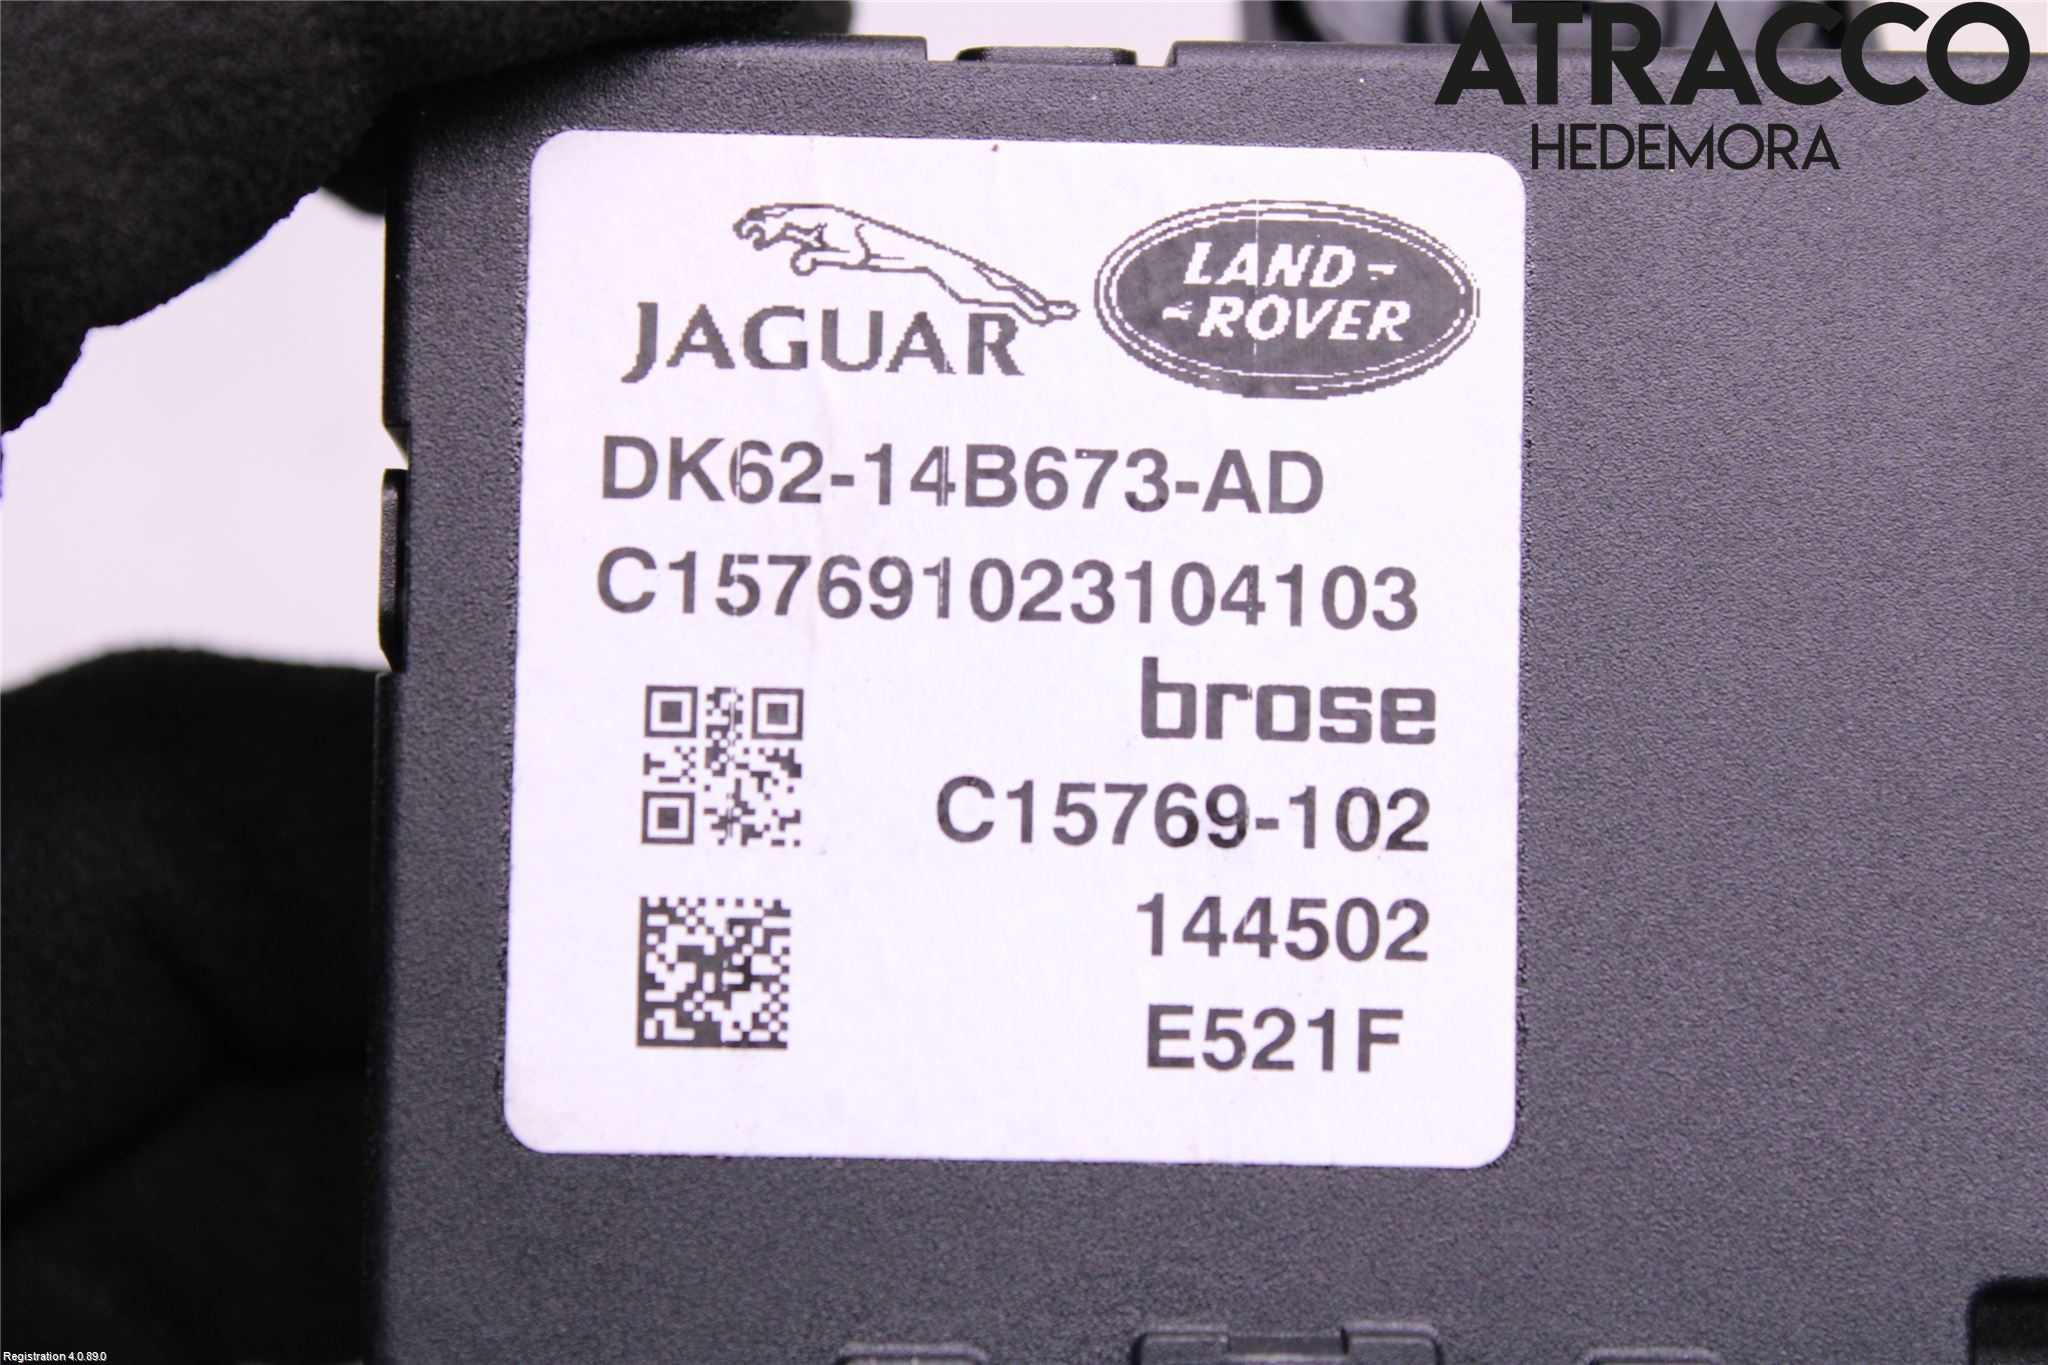 ATRACCO
HEDEMORA
JAGUAR
LAND-
-ROVER
DK62-14B673-AD
C157691023104103
brose
C15769-102
144502
E521F
Registration 4.0.89.0